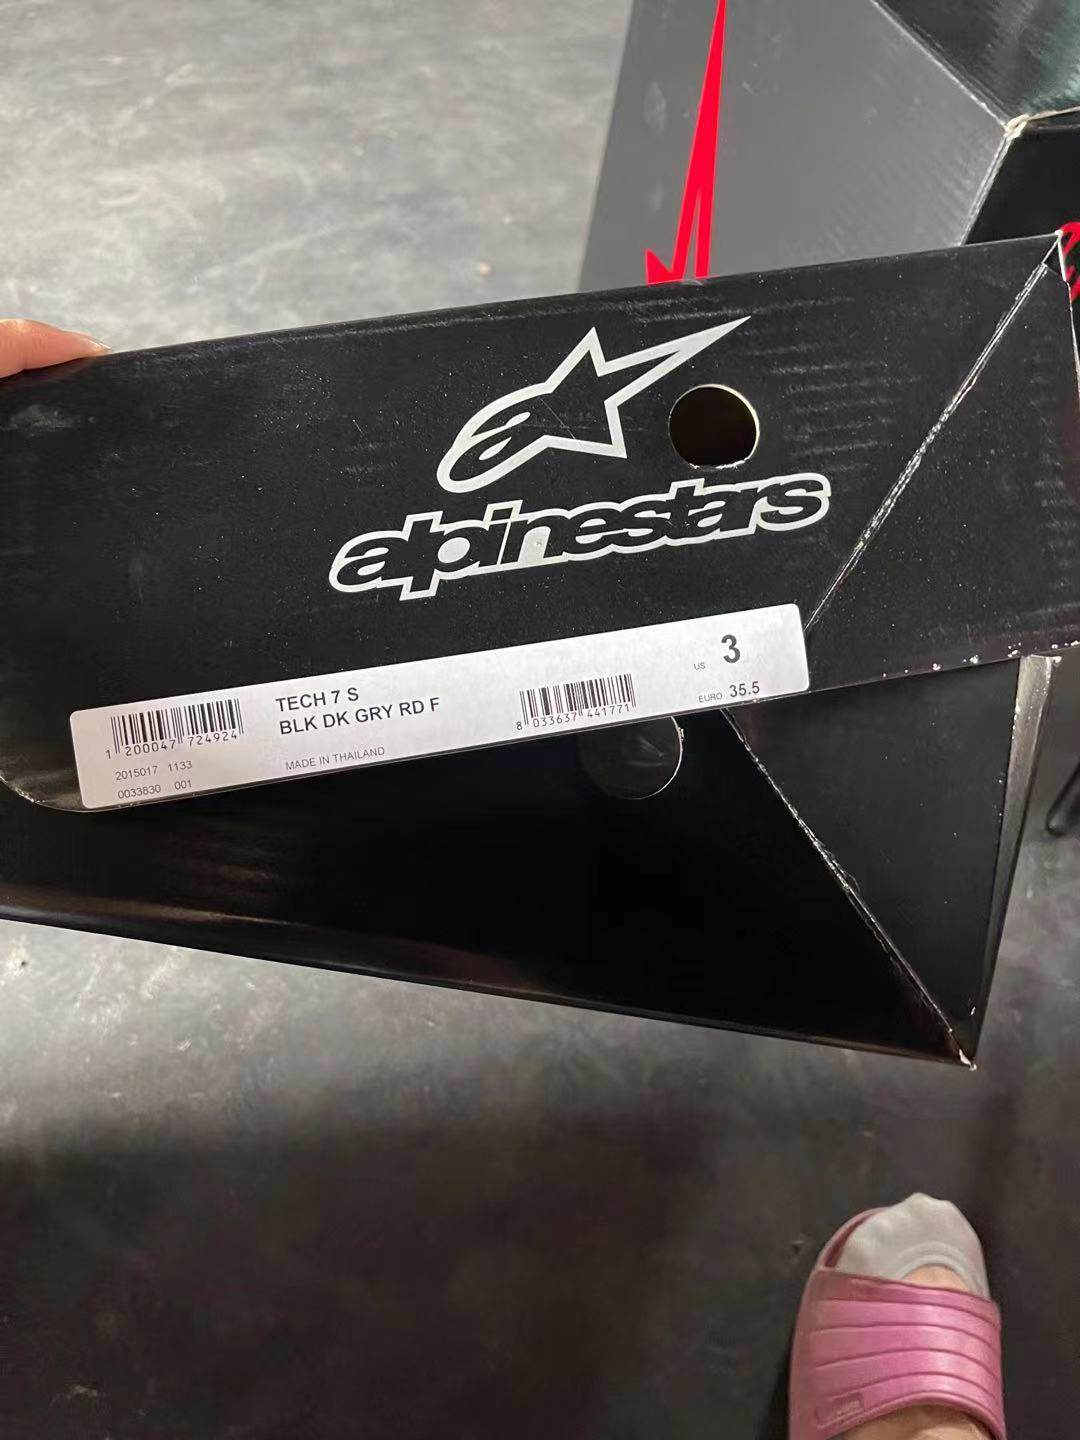 alpinestars
TECH 7 S
BLK DK GRY RD F
MADE IN THAILAND
1 200047 724924
2015017 1133
0033830 001
8 033637 441771
US 3
EURO 35.5